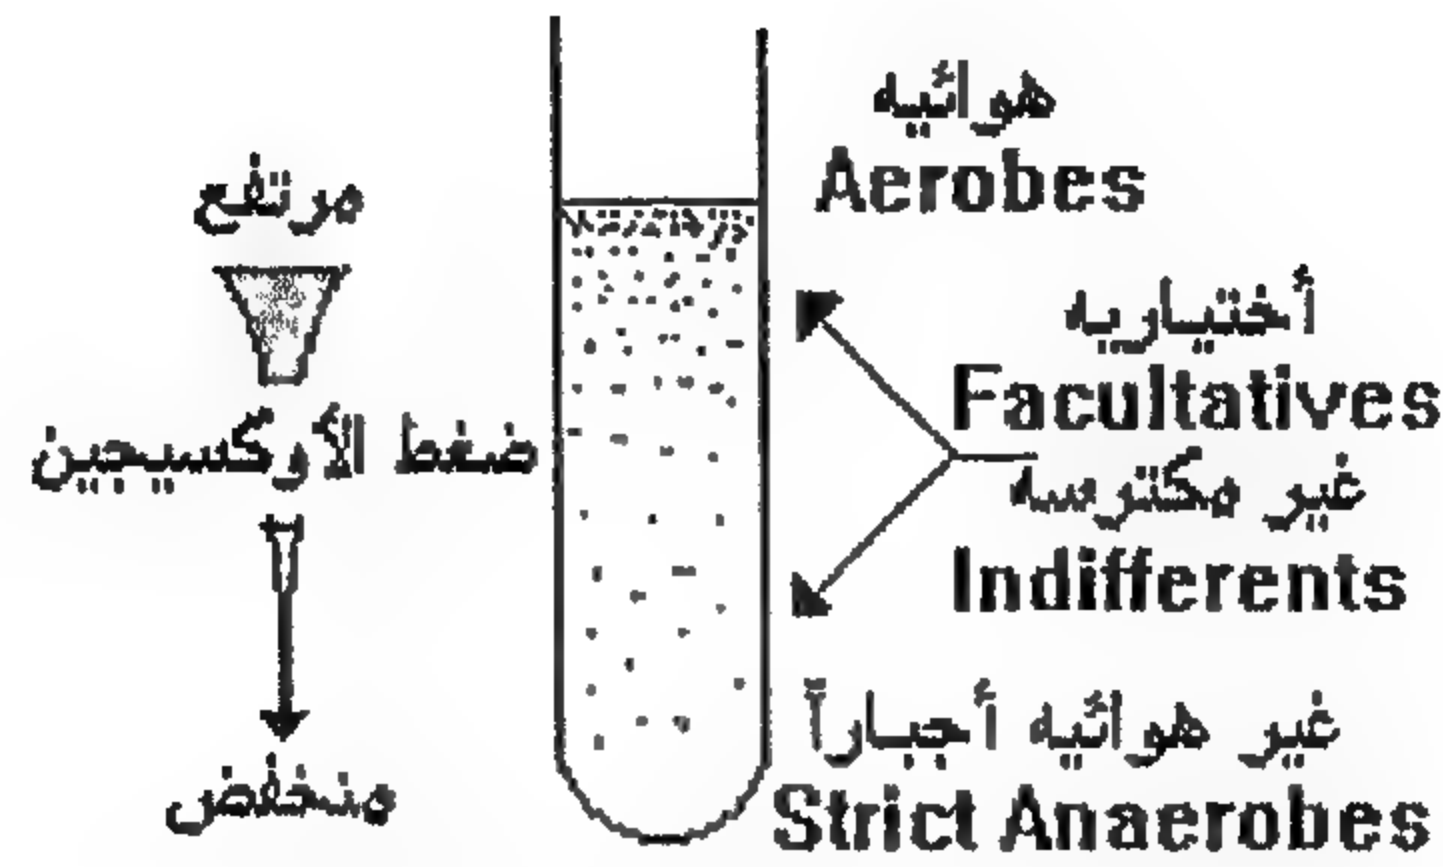 هوائيه
Aerobes
مرتفع
أختياريه
Facultatives
ضغط الأوكسيجين
غير مكترسه
Indifferents
غير هوائيه أجباراً
Strict Anaerobes
منخفض